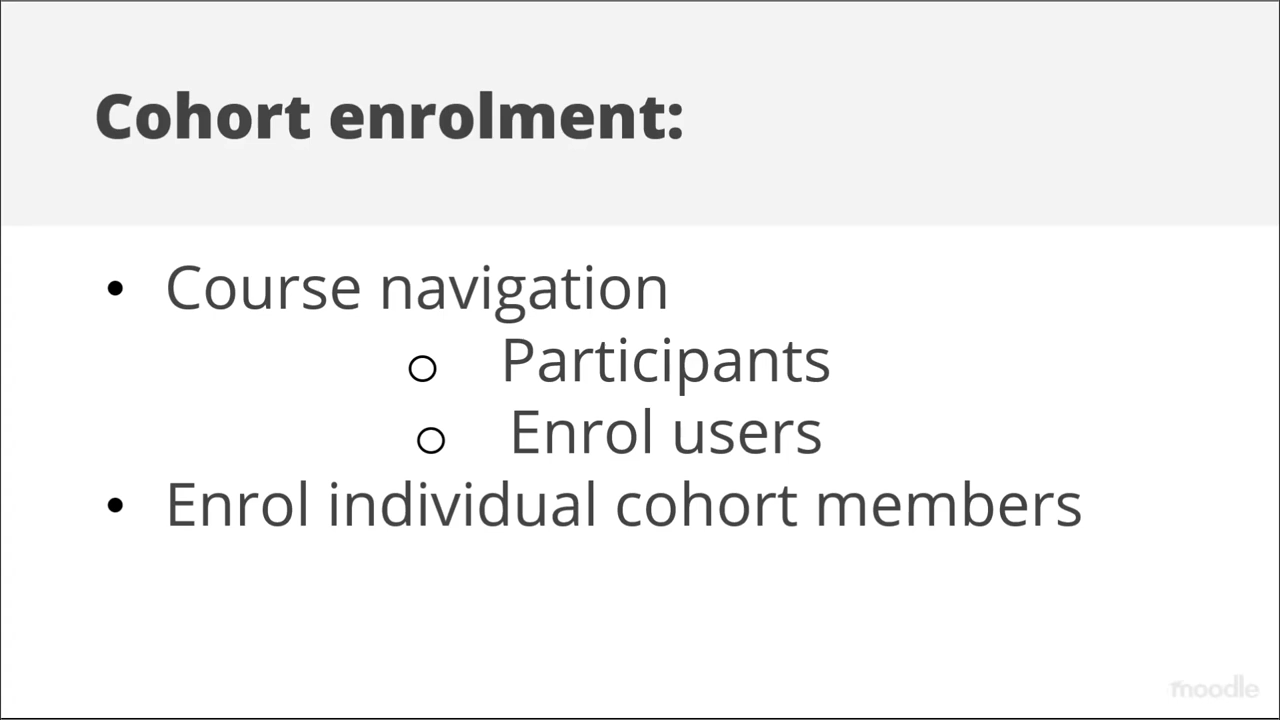 Cohort enrolment:
• Course navigation
○ Participants
○ Enrol users
• Enrol individual cohort members
moodle